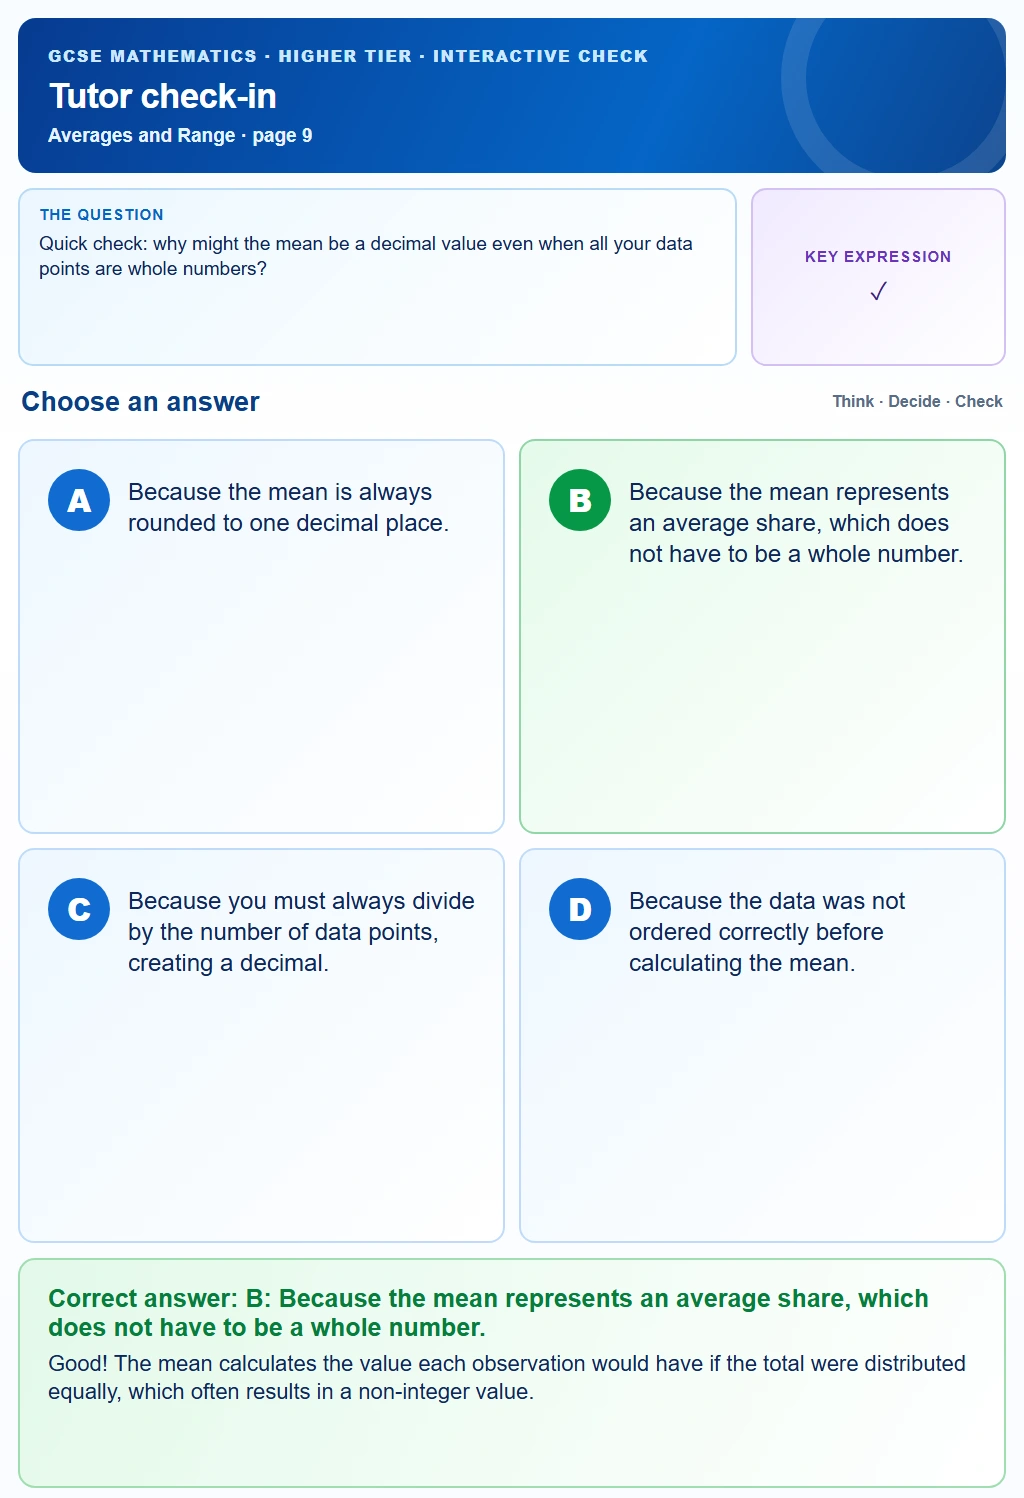 GCSE MATHEMATICS · HIGHER TIER · INTERACTIVE CHECK
Tutor check-in
Averages and Range · page 9
THE QUESTION
Quick check: why might the mean be a decimal value even when all your data
points are whole numbers?
KEY EXPRESSION
✓
Choose an answer
Think · Decide · Check
A
Because the mean is always
rounded to one decimal place.
B
Because the mean represents
an average share, which does
not have to be a whole number.
C
Because you must always divide
by the number of data points,
creating a decimal.
D
Because the data was not
ordered correctly before
calculating the mean.
Correct answer: B: Because the mean represents an average share, which
does not have to be a whole number.
Good! The mean calculates the value each observation would have if the total were distributed
equally, which often results in a non-integer value.